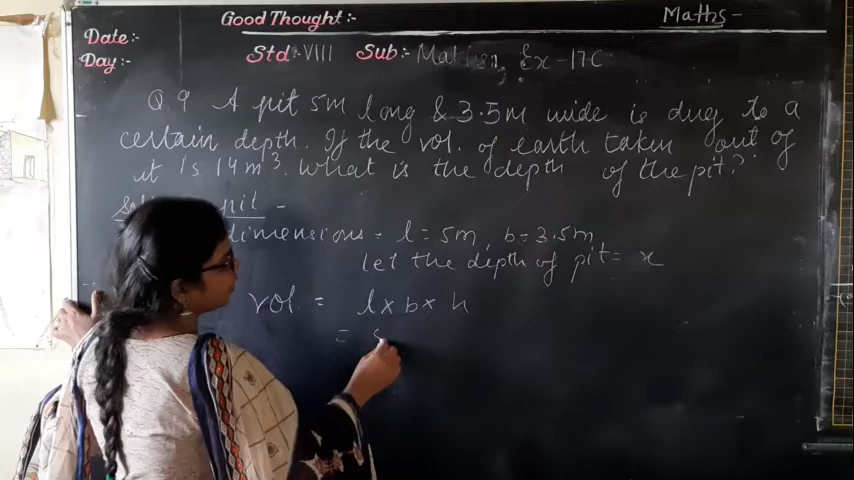 Good Thought:-
Maths-
Date:-
Day:-
Std:- VIII Sub:- Ex-17C
Q.9 A pit 5m long & 3.5m wide is dug to a
certain depth. If the vol. of earth taken out of
it is 14m³. What is the depth of the pit?
pit -
dimensions = l = 5m, b = 3.5m
let the depth of pit = x
vol. = l × b × h
= 5